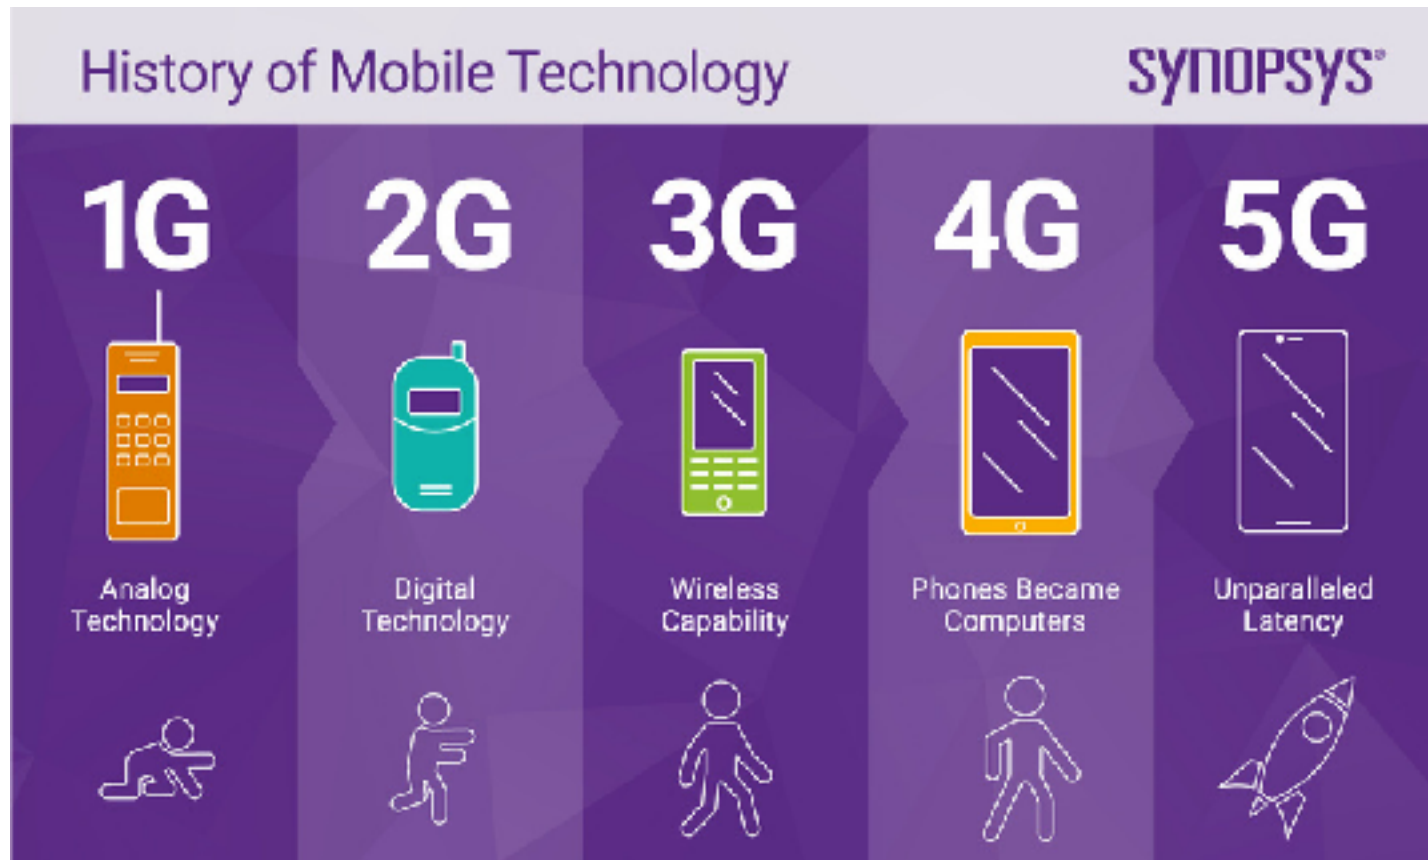 History of Mobile Technology
SYNOPSYS®
1G
2G
3G
4G
5G
Analog
Technology
Digital
Technology
Wireless
Capability
Phones Became
Computers
Unparalleled
Latency